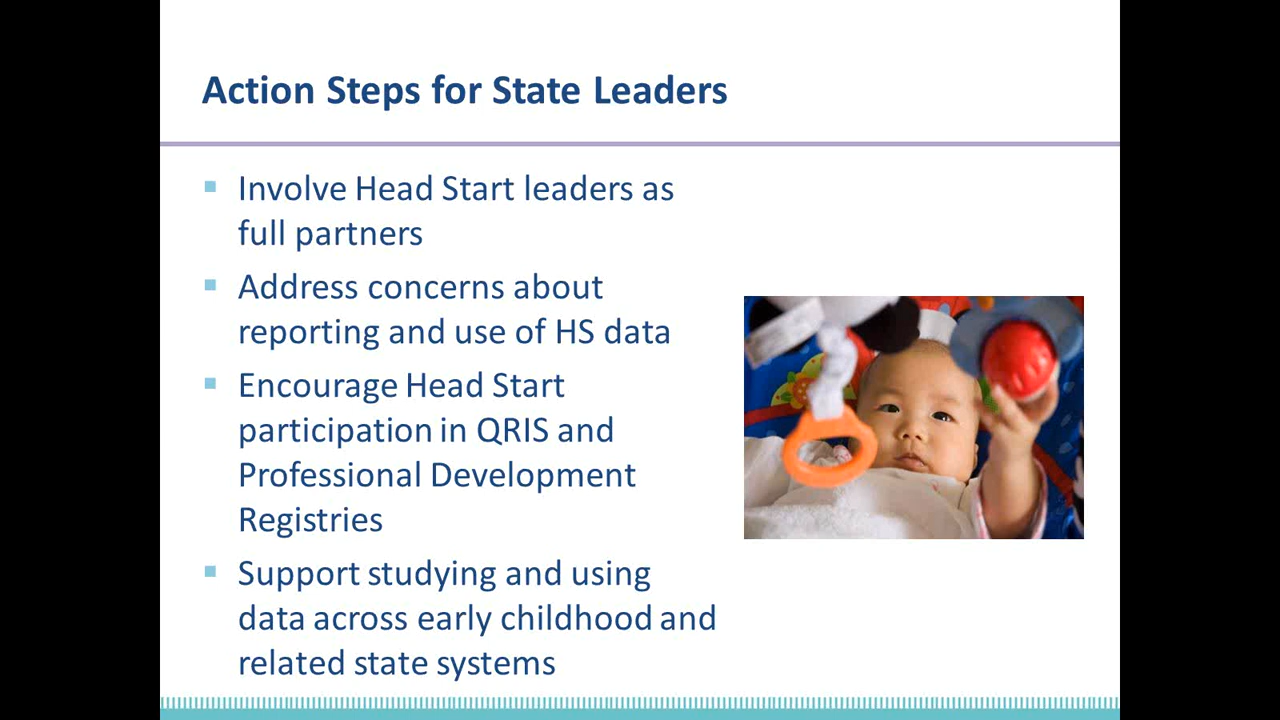 Action Steps for State Leaders
Involve Head Start leaders as
full partners
Address concerns about
reporting and use of HS data
Encourage Head Start
participation in QRIS and
Professional Development
Registries
Support studying and using
data across early childhood and
related state systems